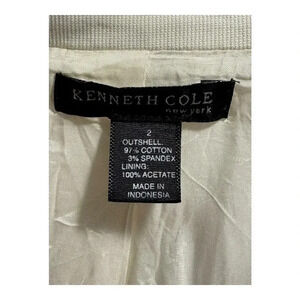 KENNETH COLE
new york
2
OUTSHELL:
97% COTTON
3% SPANDEX
LINING:
100% ACETATE
MADE IN
INDONESIA